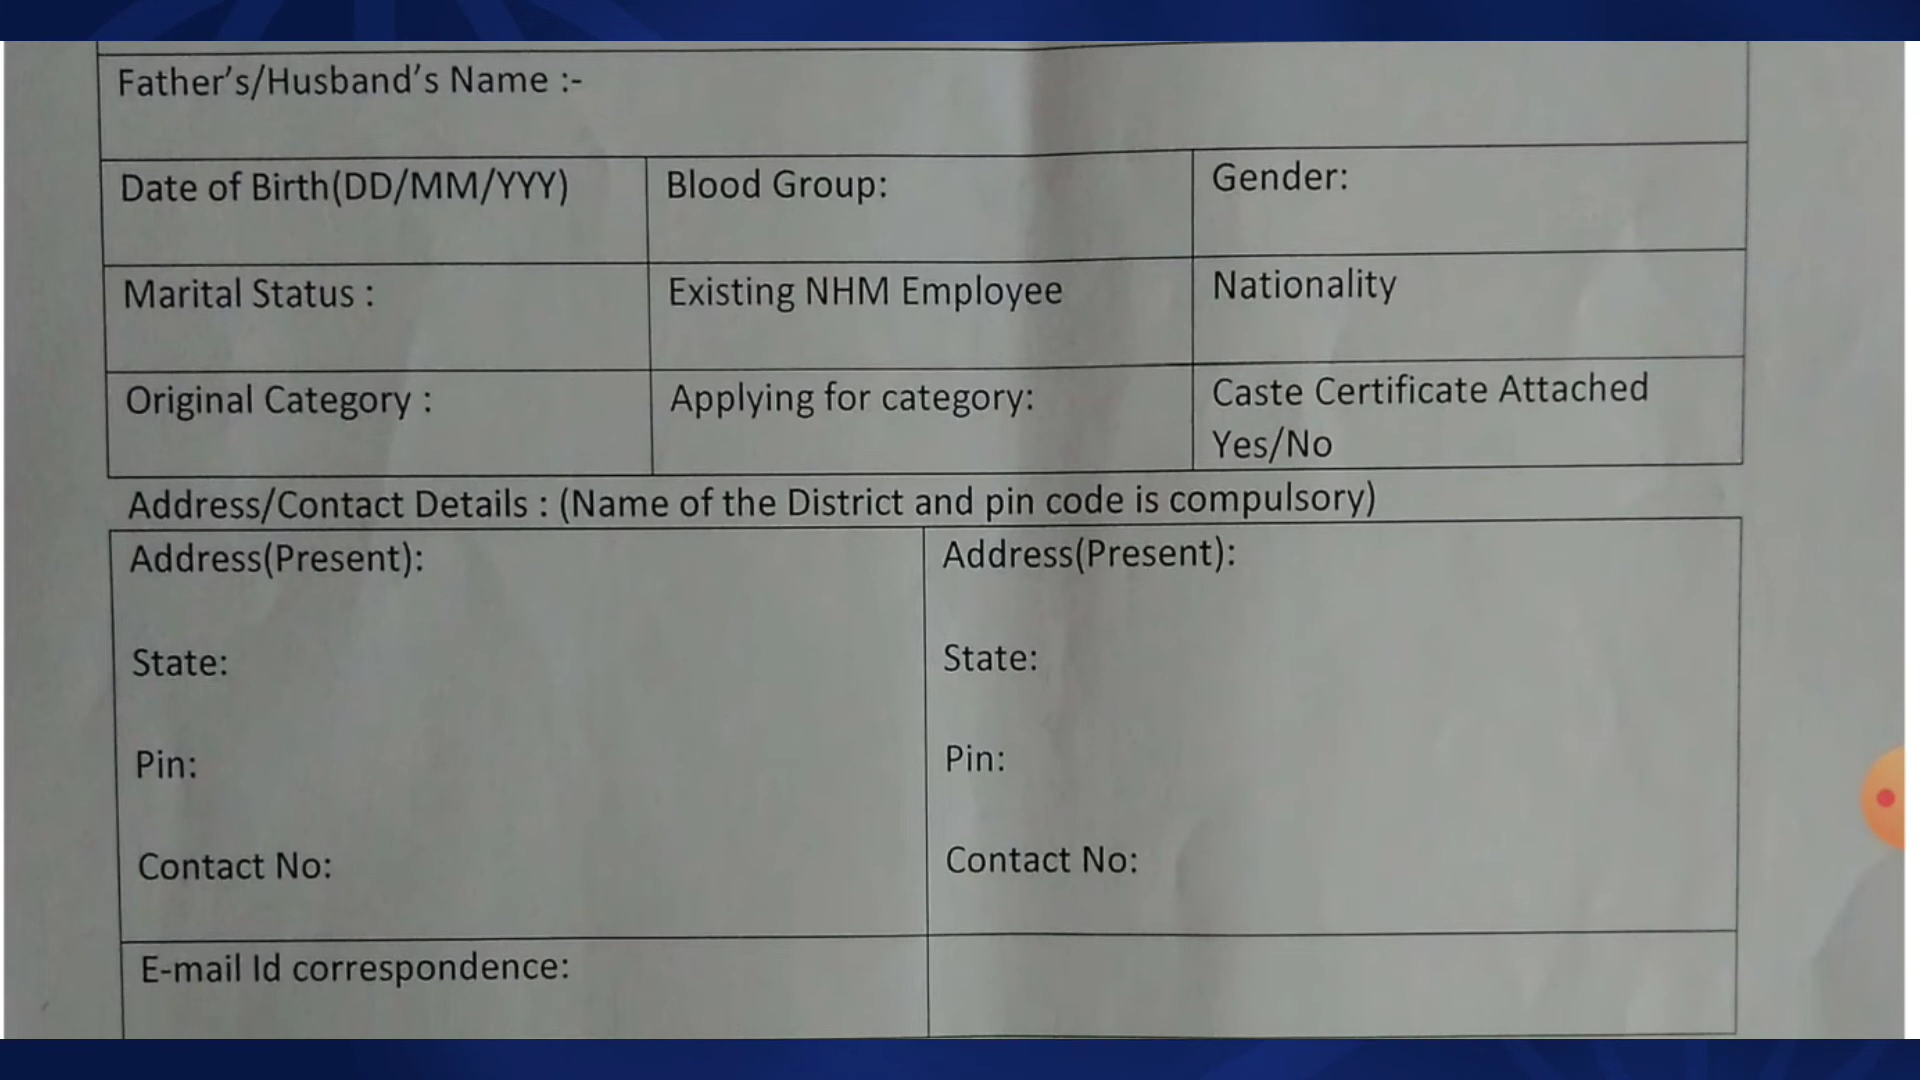 Father's/Husband's Name :-
Date of Birth(DD/MM/YYY) Blood Group: Gender:
Marital Status : Existing NHM Employee Nationality
Original Category : Applying for category: Caste Certificate Attached
Yes/No
Address/Contact Details : (Name of the District and pin code is compulsory)
Address(Present): Address(Present):
State: State:
Pin: Pin:
Contact No: Contact No:
E-mail Id correspondence: